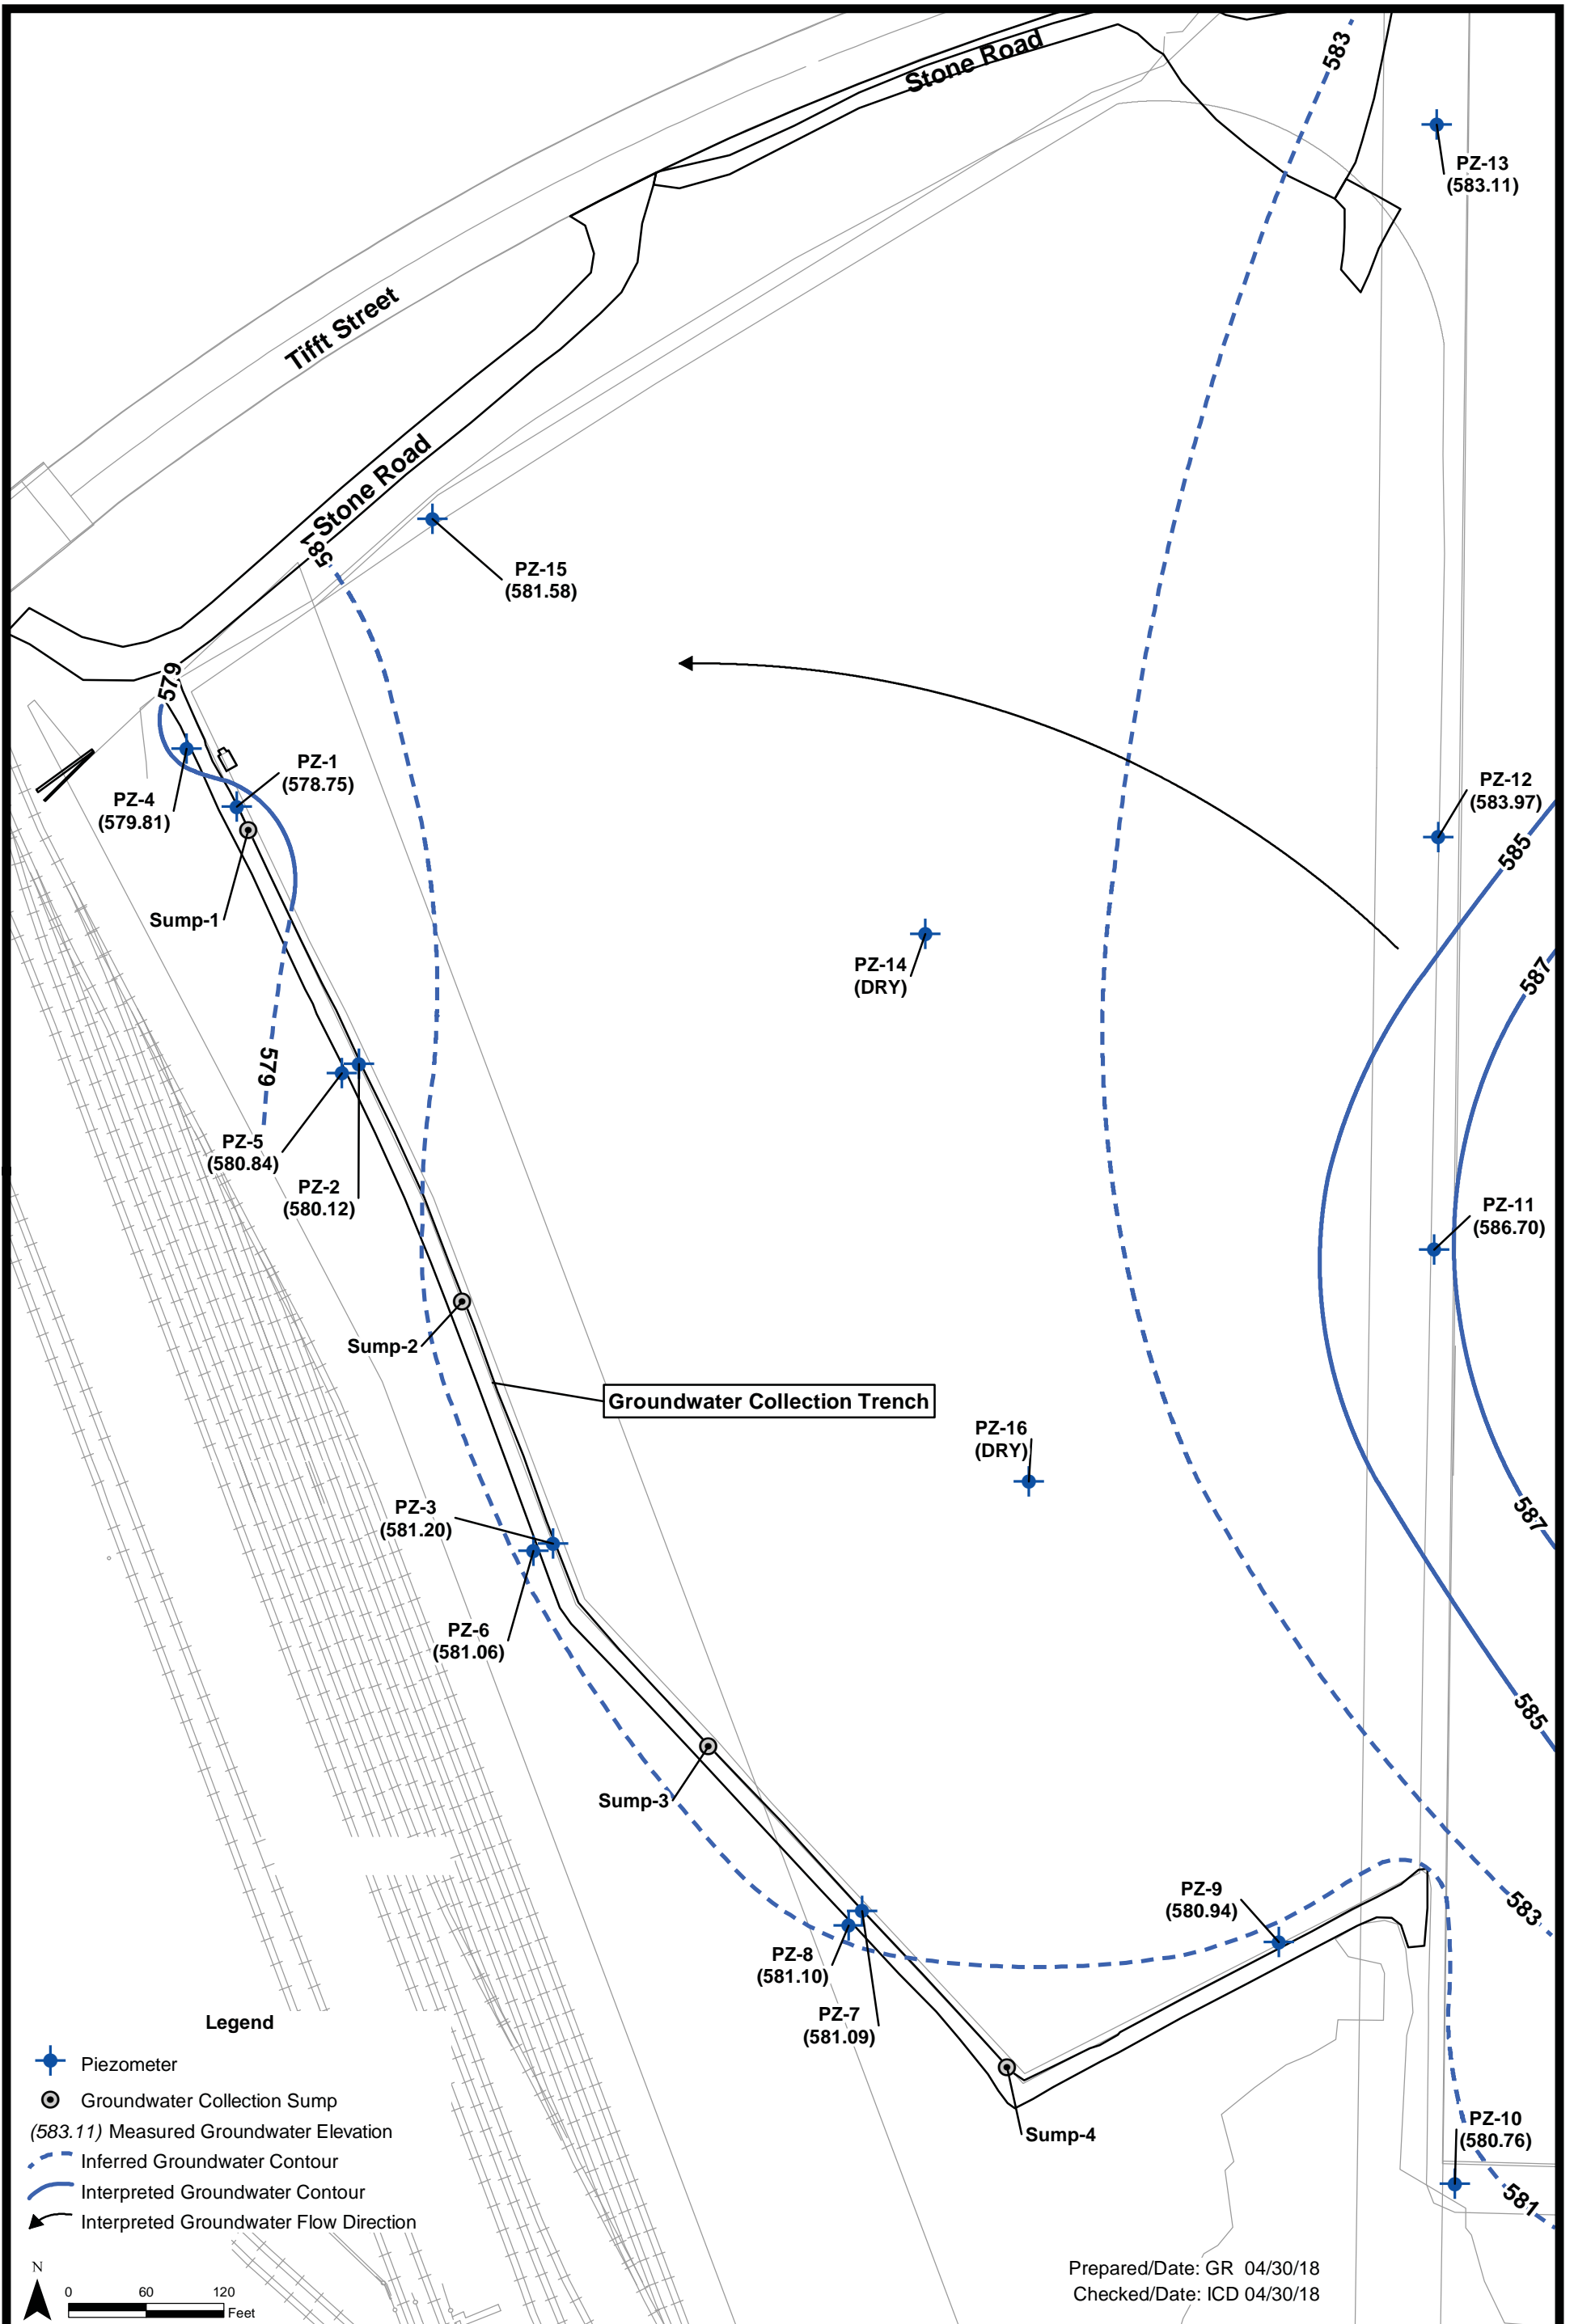 Stone Road
583
PZ-13
(583.11)
Tifft Street
Stone Road
581
PZ-15
(581.58)
579
PZ-1
(578.75)
PZ-4
(579.81)
PZ-12
(583.97)
585
Sump-1
PZ-14
(DRY)
587
579
PZ-5
(580.84)
PZ-2
(580.12)
PZ-11
(586.70)
Sump-2
Groundwater Collection Trench
PZ-16
(DRY)
PZ-3
(581.20)
587
PZ-6
(581.06)
585
Sump-3
PZ-9
(580.94)
583
PZ-8
(581.10)
PZ-7
(581.09)
Sump-4
PZ-10
(580.76)
581
Legend
Piezometer
Groundwater Collection Sump
(583.11) Measured Groundwater Elevation
Inferred Groundwater Contour
Interpreted Groundwater Contour
Interpreted Groundwater Flow Direction
N
0 60 120
Feet
Prepared/Date: GR 04/30/18
Checked/Date: ICD 04/30/18